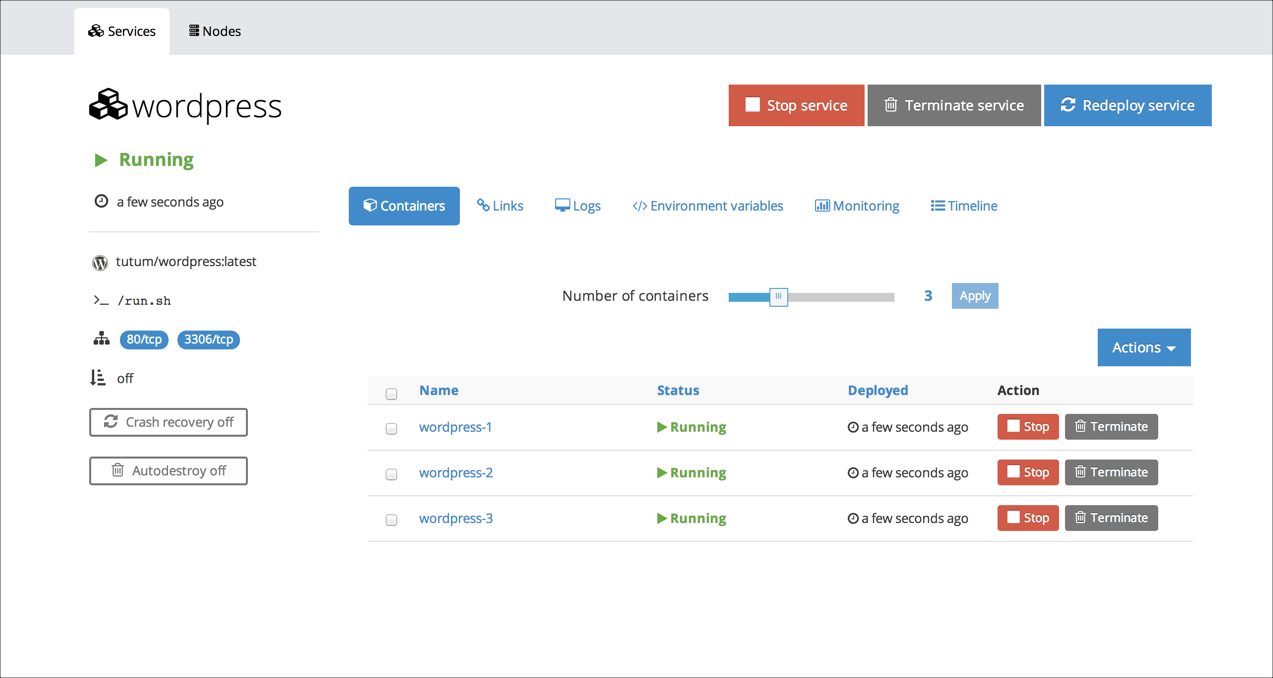 Services Nodes
wordpress
Stop service Terminate service Redeploy service
Running
a few seconds ago
Containers Links Logs </> Environment variables Monitoring Timeline
tutum/wordpress:latest
>_ /run.sh
80/tcp 3306/tcp
off
Crash recovery off
Autodestroy off
Number of containers 3 Apply
Actions
Name Status Deployed Action
wordpress-1 Running a few seconds ago Stop Terminate
wordpress-2 Running a few seconds ago Stop Terminate
wordpress-3 Running a few seconds ago Stop Terminate